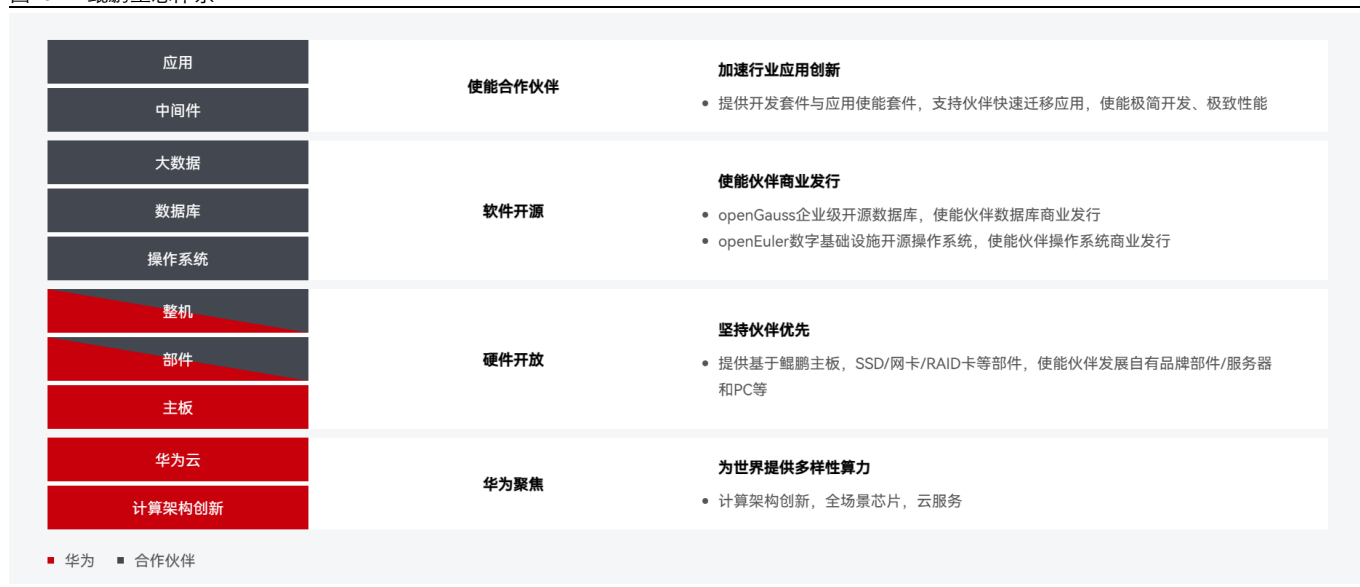 应用
中间件
使能合作伙伴
加速行业应用创新
• 提供开发套件与应用使能套件，支持伙伴快速迁移应用，使能极简开发、极致性能
大数据
数据库
操作系统
软件开源
使能伙伴商业发行
• openGauss企业级开源数据库，使能伙伴数据库商业发行
• openEuler数字基础设施开源操作系统，使能伙伴操作系统商业发行
整机
部件
主板
硬件开放
坚持伙伴优先
• 提供基于鲲鹏主板，SSD/网卡/RAID卡等部件，使能伙伴发展自有品牌部件/服务器
和PC等
华为云
计算架构创新
华为聚焦
为世界提供多样性算力
• 计算架构创新，全场景芯片，云服务
华为 合作伙伴